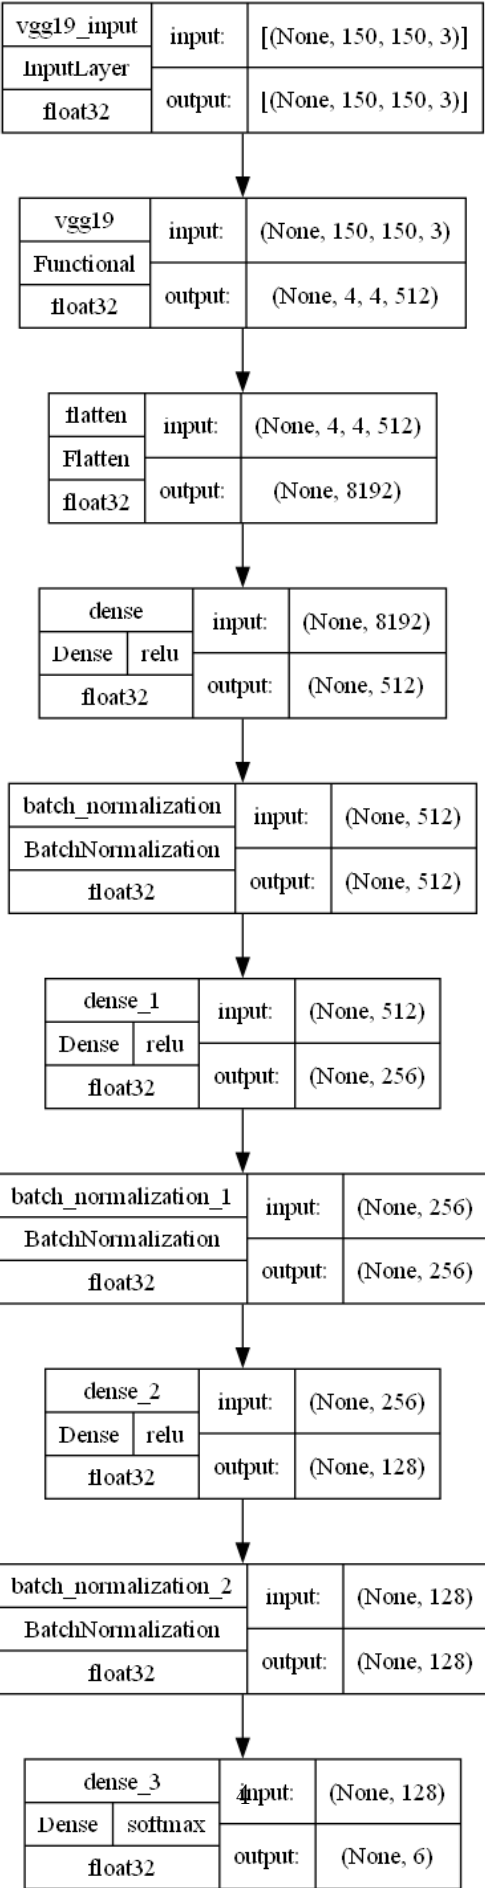 vgg19_input
InputLayer
float32
input: [(None, 150, 150, 3)]
output: [(None, 150, 150, 3)]
vgg19
Functional
float32
input: (None, 150, 150, 3)
output: (None, 4, 4, 512)
flatten
Flatten
float32
input: (None, 4, 4, 512)
output: (None, 8192)
dense
Dense relu
float32
input: (None, 8192)
output: (None, 512)
batch_normalization
BatchNormalization
float32
input: (None, 512)
output: (None, 512)
dense_1
Dense relu
float32
input: (None, 512)
output: (None, 256)
batch_normalization_1
BatchNormalization
float32
input: (None, 256)
output: (None, 256)
dense_2
Dense relu
float32
input: (None, 256)
output: (None, 128)
batch_normalization_2
BatchNormalization
float32
input: (None, 128)
output: (None, 128)
dense_3
Dense softmax
float32
4
input: (None, 128)
output: (None, 6)